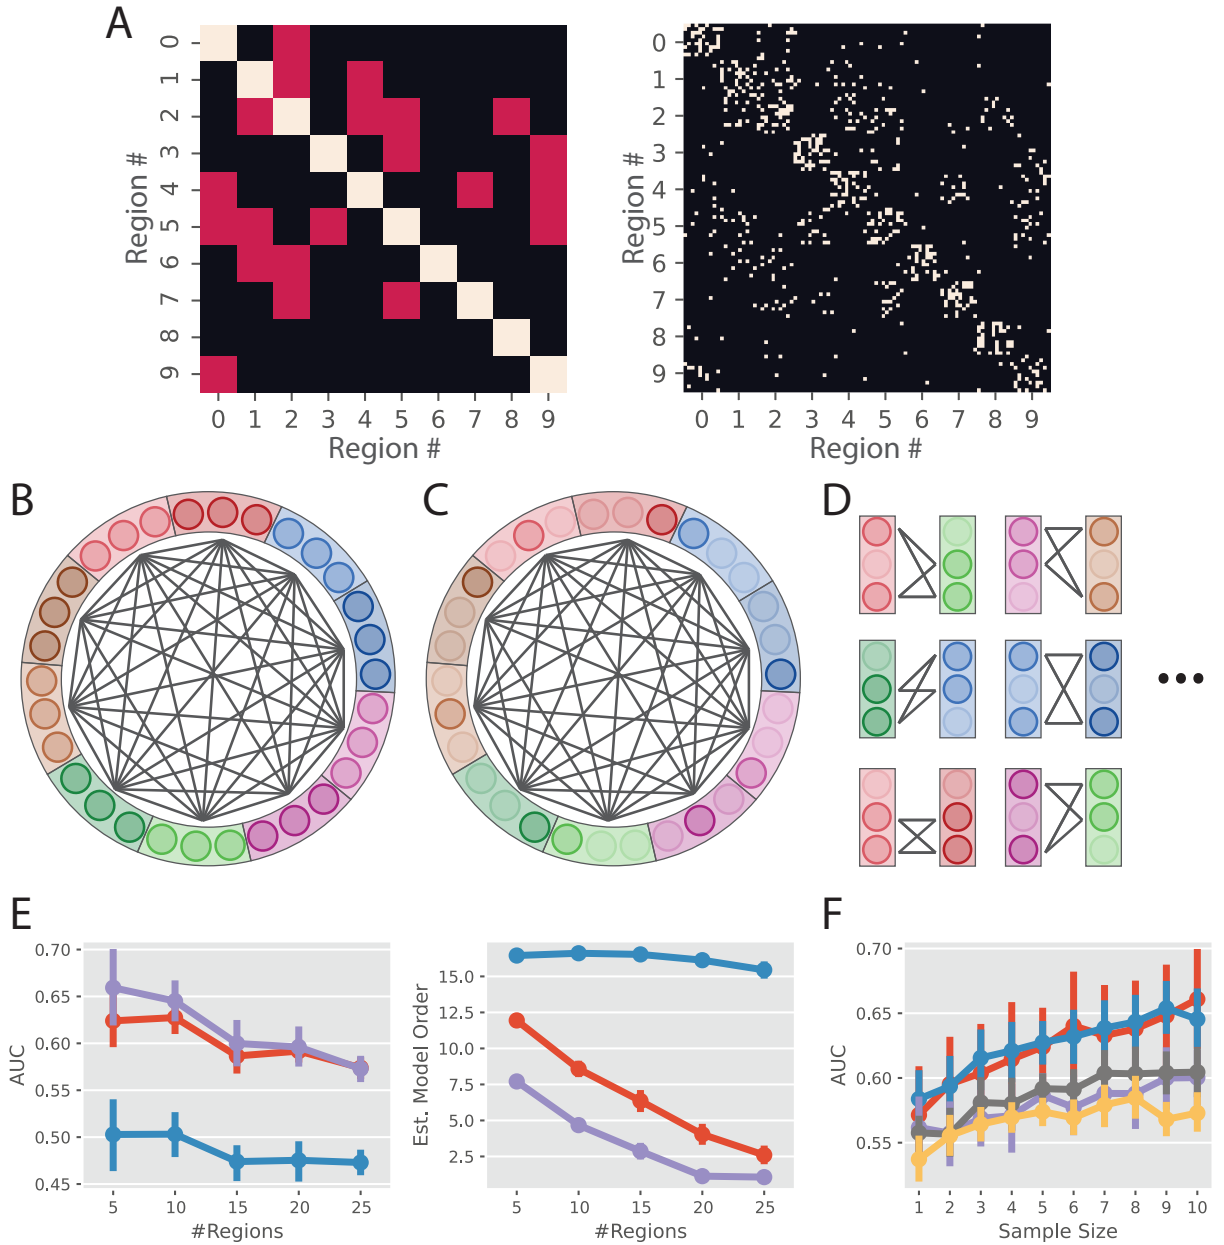 A
0
1
2
3
4
5
6
7
8
9
Region #
0 1 2 3 4 5 6 7 8 9
Region #
0
1
2
3
4
5
6
7
8
9
Region #
0 1 2 3 4 5 6 7 8 9
Region #
B
C
D
E
0.70
0.65
0.60
0.55
0.50
0.45
AUC
5 10 15 20 25
#Regions
15.0
12.5
10.0
7.5
5.0
2.5
Est. Model Order
5 10 15 20 25
#Regions
F
0.70
0.65
0.60
0.55
AUC
1 2 3 4 5 6 7 8 9 10
Sample Size